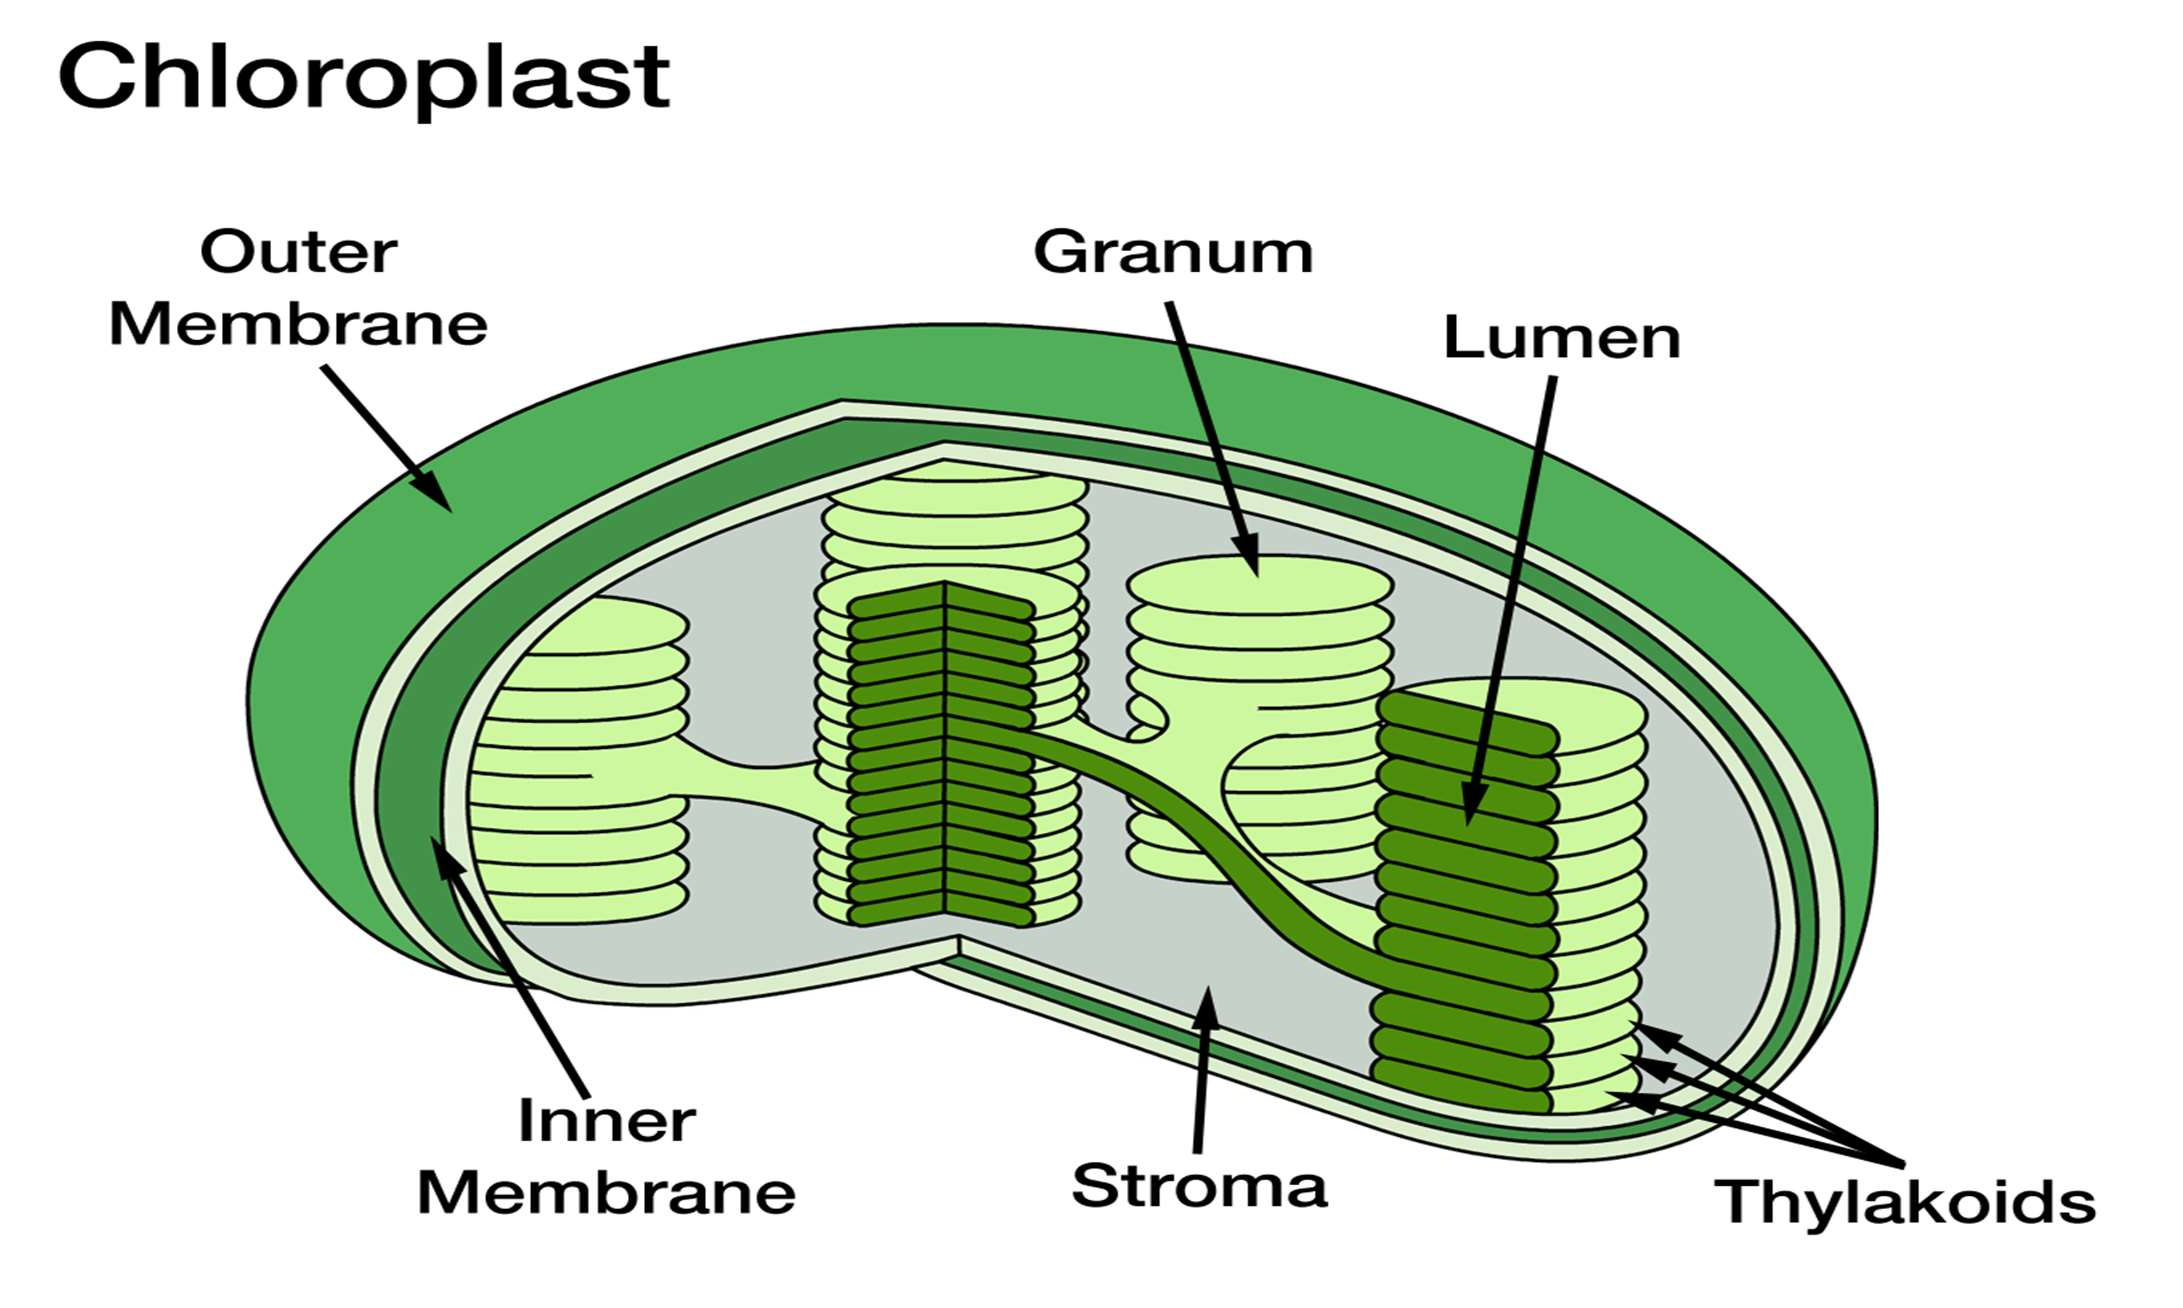 Chloroplast
Outer
Membrane
Granum
Lumen
Inner
Membrane
Stroma
Thylakoids